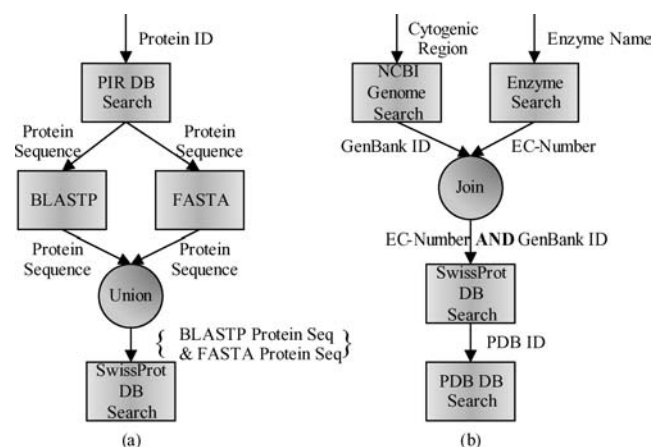 Protein ID
PIR DB
Search
Protein
Sequence
Protein
Sequence
BLASTP
FASTA
Protein
Sequence
Protein
Sequence
Union
{ BLASTP Protein Seq
& FASTA Protein Seq }
SwissProt
DB
Search
(a)
Cytogenic
Region
Enzyme Name
NCBI
Genome
Search
Enzyme
Search
GenBank ID
EC-Number
Join
EC-Number AND GenBank ID
SwissProt
DB
Search
PDB ID
PDB DB
Search
(b)